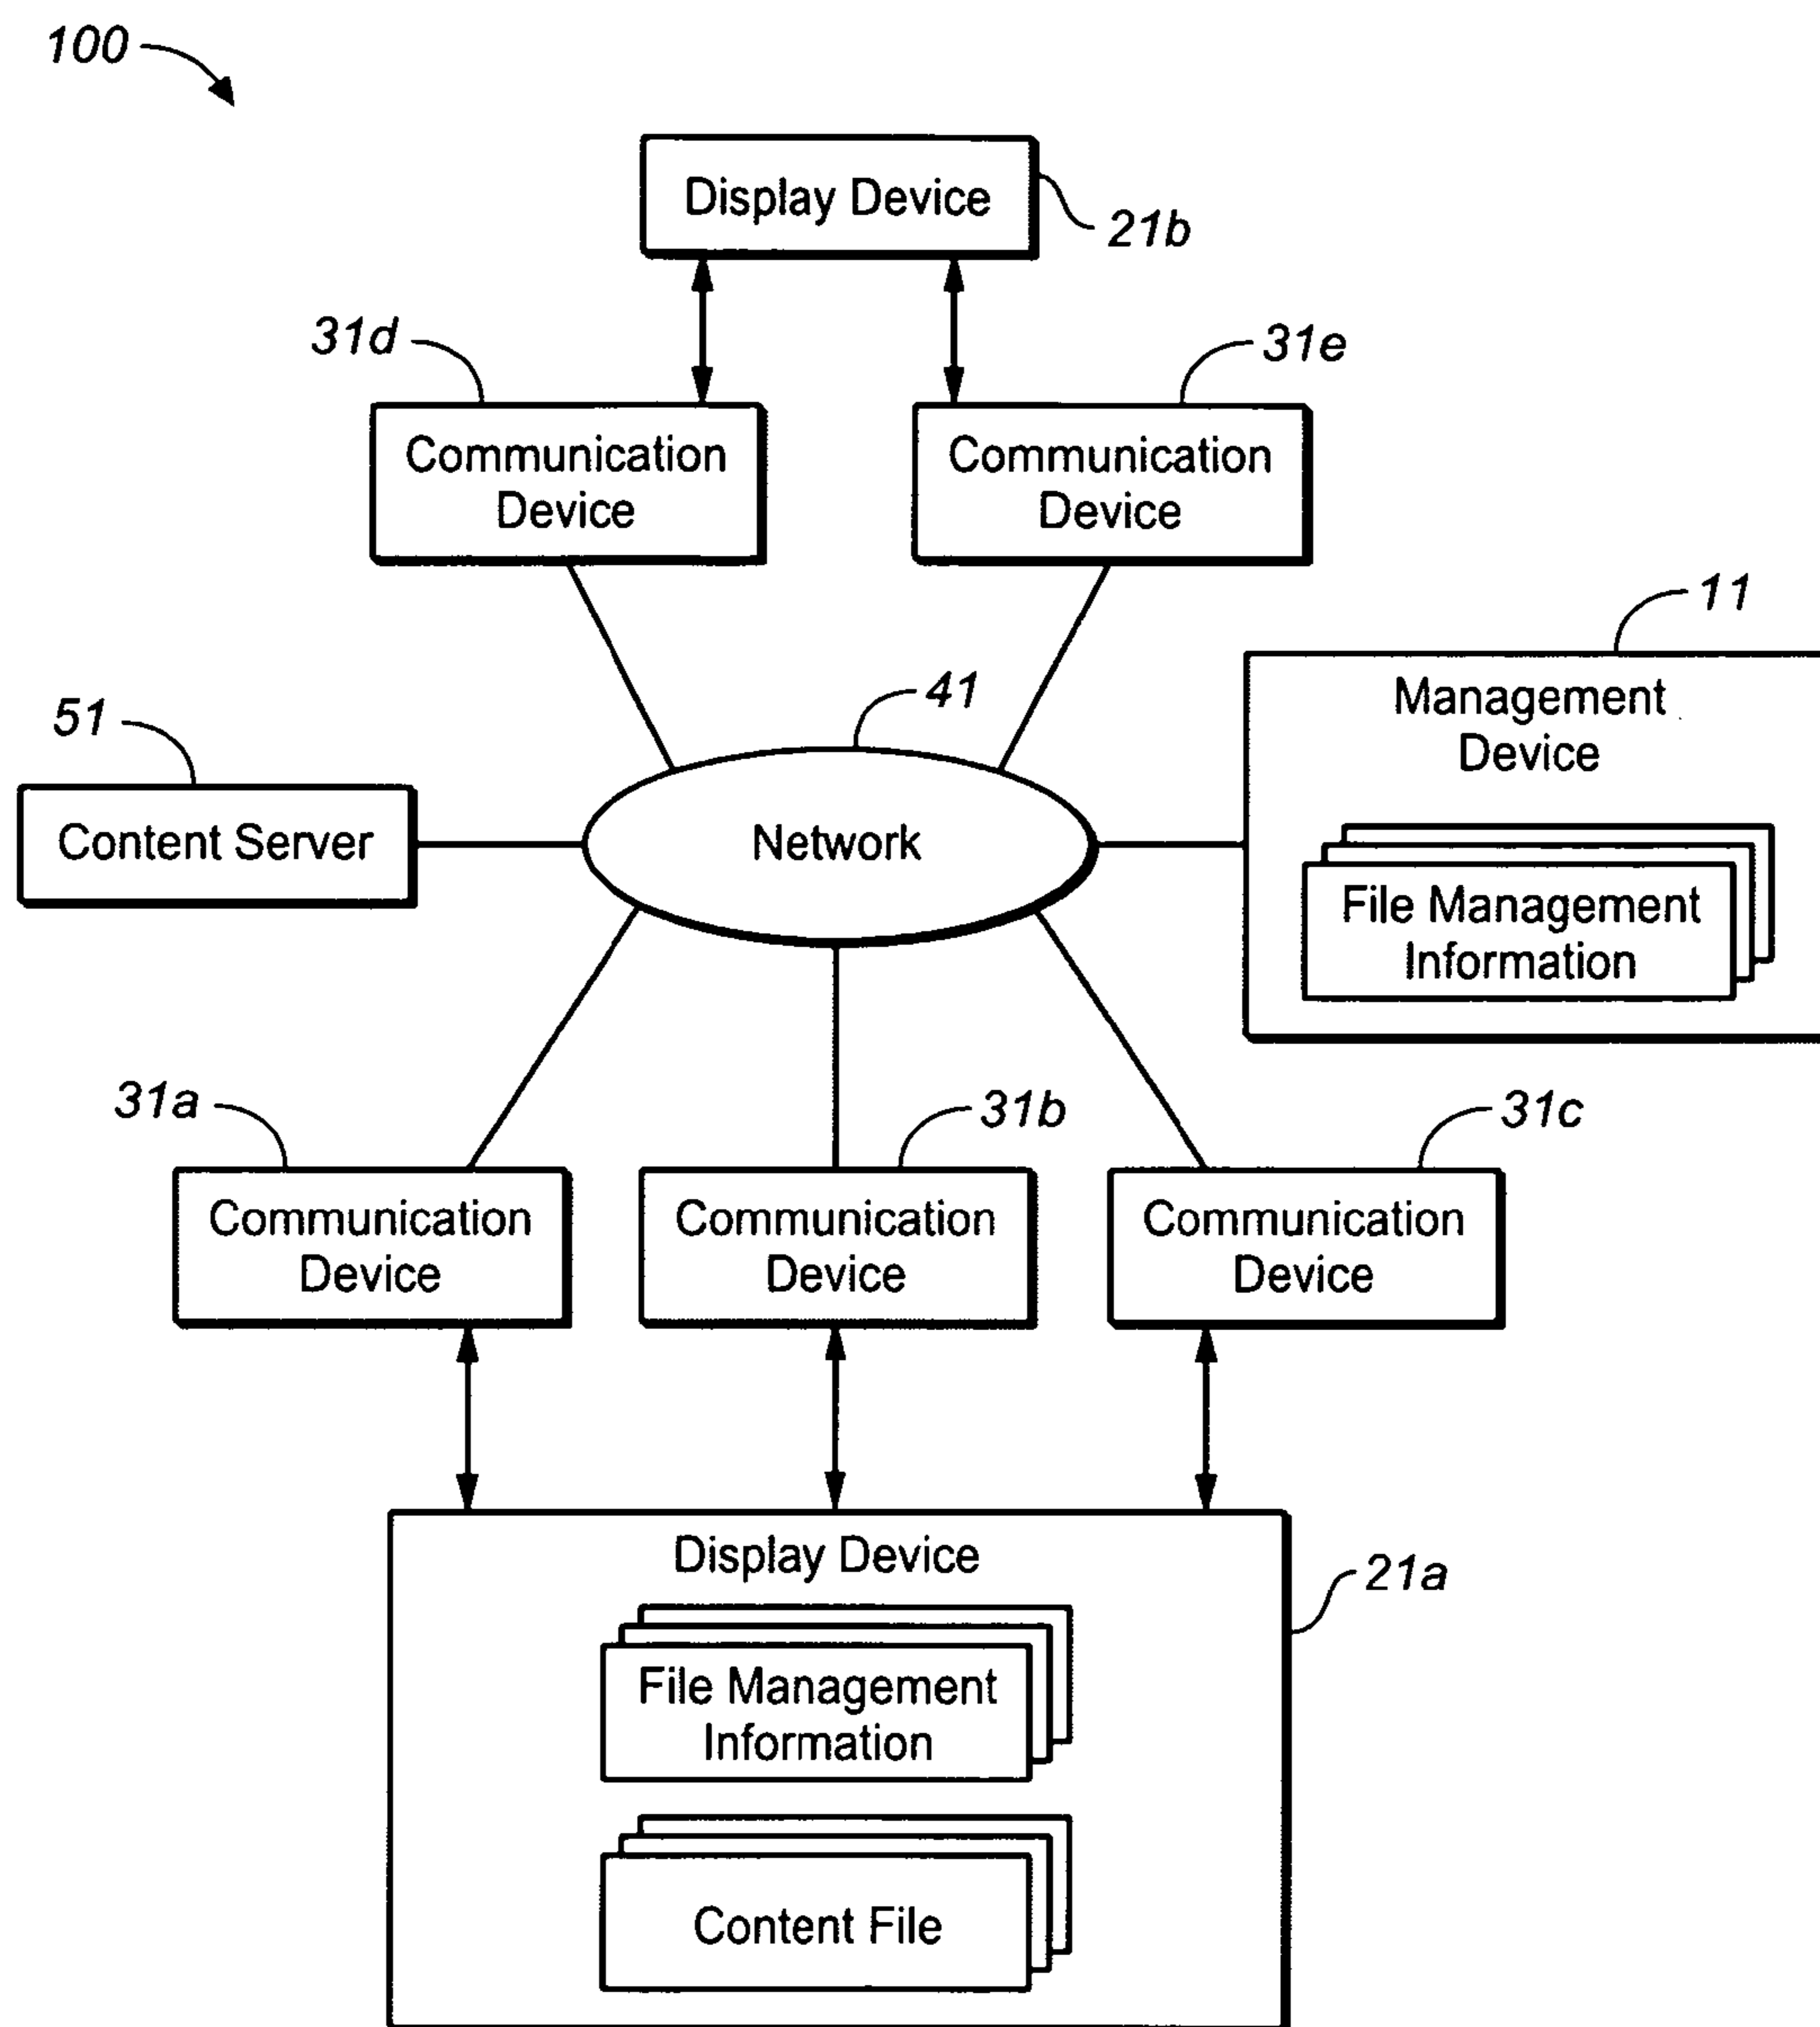 100
Display Device
21b
31d
31e
Communication
Device
Communication
Device
11
Management
Device
File Management
Information
41
Network
51
Content Server
31a
31b
31c
Communication
Device
Communication
Device
Communication
Device
Display Device
21a
File Management
Information
Content File